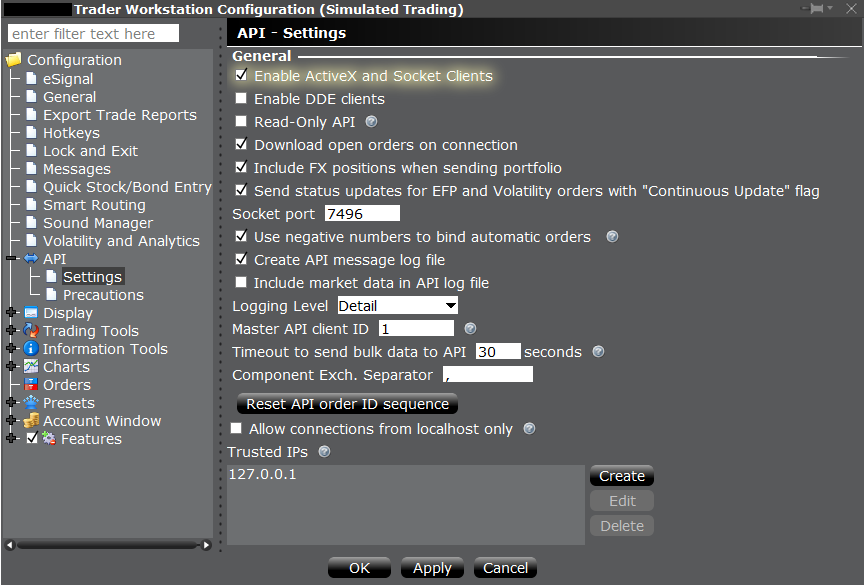 Trader Workstation Configuration (Simulated Trading)
enter filter text here
Configuration
eSignal
General
Export Trade Reports
Hotkeys
Lock and Exit
Messages
Quick Stock/Bond Entry
Smart Routing
Sound Manager
Volatility and Analytics
API
Settings
Precautions
Display
Trading Tools
Information Tools
Charts
Orders
Presets
Account Window
Features
API - Settings
General
Enable ActiveX and Socket Clients
Enable DDE clients
Read-Only API ?
Download open orders on connection
Include FX positions when sending portfolio
Send status updates for EFP and Volatility orders with "Continuous Update" flag
Socket port 7496
Use negative numbers to bind automatic orders ?
Create API message log file
Include market data in API log file
Logging Level Detail
Master API client ID 1 ?
Timeout to send bulk data to API 30 seconds ?
Component Exch. Separator ,
Reset API order ID sequence
Allow connections from localhost only ?
Trusted IPs ?
127.0.0.1
Create
Edit
Delete
OK Apply Cancel